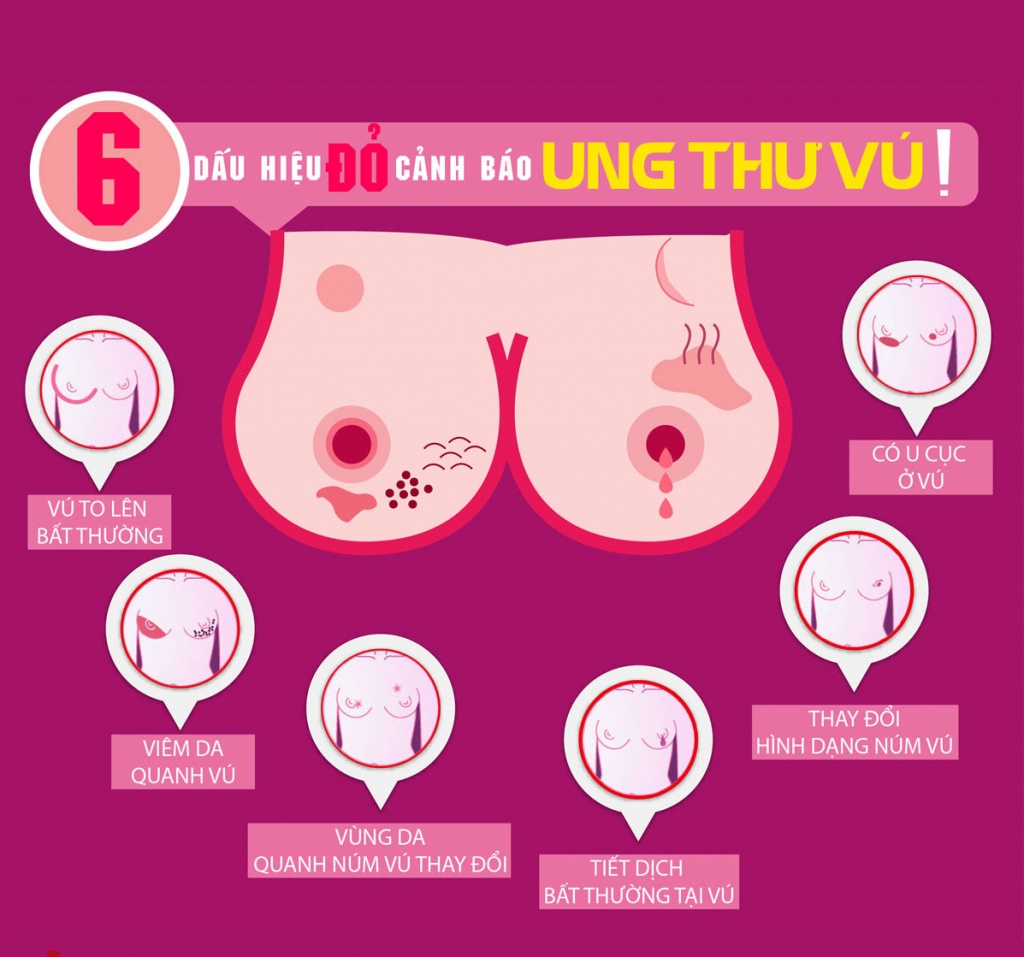 6 DẤU HIỆU ĐỎ CẢNH BÁO UNG THƯ VÚ!
CÓ U CỤC
Ở VÚ
VÚ TO LÊN
BẤT THƯỜNG
THAY ĐỔI
HÌNH DẠNG NÚM VÚ
VIÊM DA
QUANH VÚ
VÙNG DA
QUANH NÚM VÚ THAY ĐỔI
TIẾT DỊCH
BẤT THƯỜNG TẠI VÚ